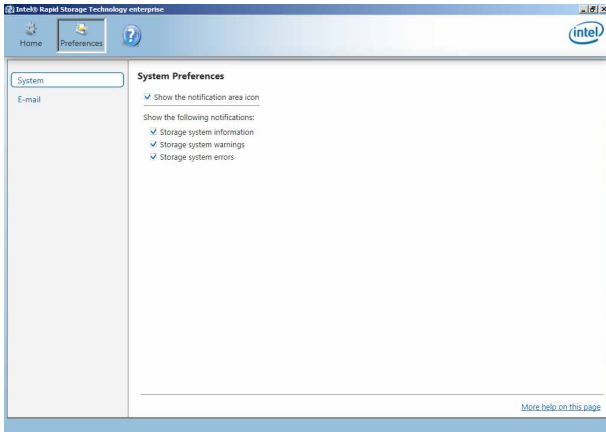 Intel® Rapid Storage Technology enterprise
Home
Preferences
?
intel
System
E-mail
System Preferences
Show the notification area icon
Show the following notifications:
Storage system information
Storage system warnings
Storage system errors
More help on this page